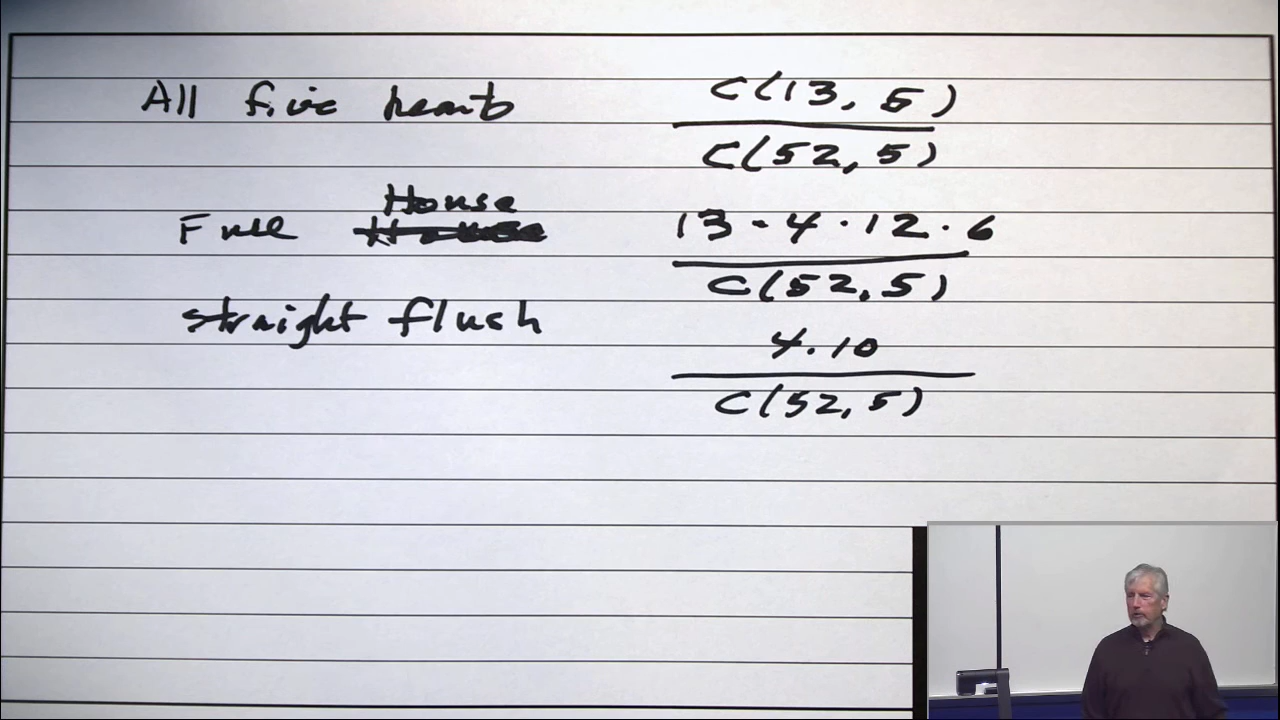 All five hearts C(13, 5)
C(52, 5)
House
Full 13 · 4 · 12 · 6
C(52, 5)
straight flush
4 · 10
C(52, 5)